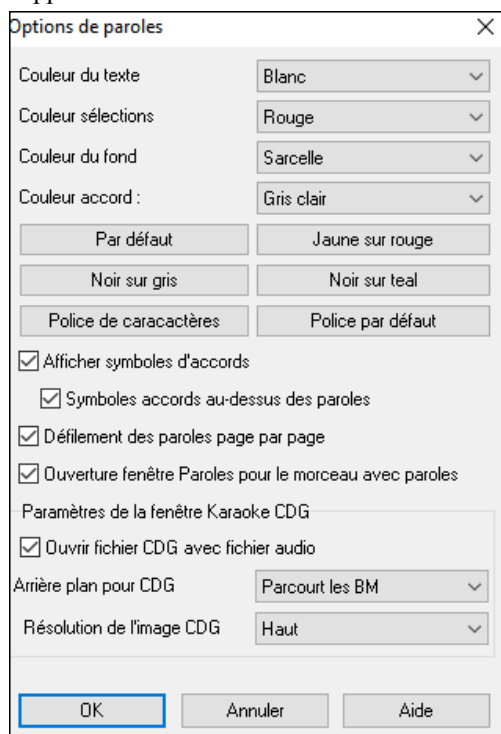 Options de paroles
Couleur du texte Blanc
Couleur sélections Rouge
Couleur du fond Sarcelle
Couleur accord : Gris clair
Par défaut Jaune sur rouge
Noir sur gris Noir sur teal
Police de caracactères Police par défaut
Afficher symboles d'accords
Symboles accords au-dessus des paroles
Défilement des paroles page par page
Ouverture fenêtre Paroles pour le morceau avec paroles
Paramètres de la fenêtre Karaoke CDG
Ouvrir fichier CDG avec fichier audio
Arrière plan pour CDG Parcourt les BM
Résolution de l'image CDG Haut
OK Annuler Aide